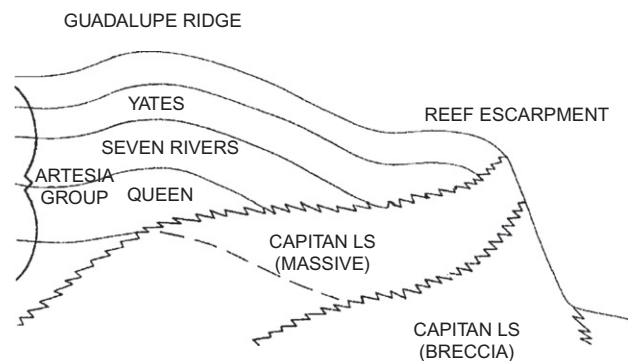 GUADALUPE RIDGE
YATES
REEF ESCARPMENT
SEVEN RIVERS
ARTESIA
GROUP
QUEEN
CAPITAN LS
(MASSIVE)
CAPITAN LS
(BRECCIA)